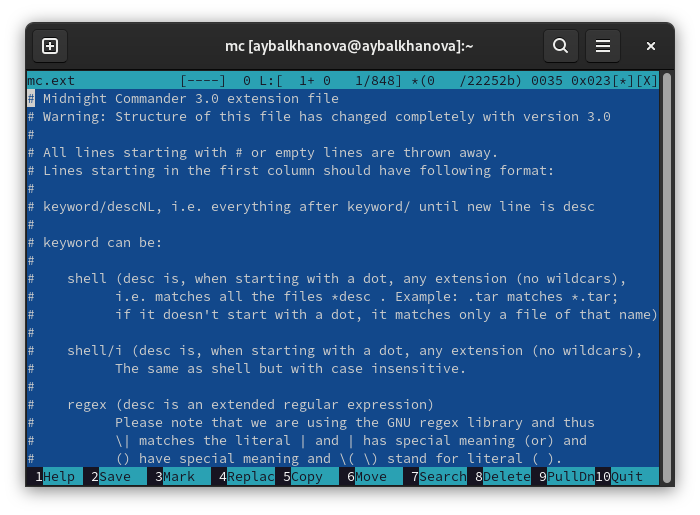 mc [aybalkhanova@aybalkhanova]:~
mc.ext             [----]  0 L:[  1+ 0   1/848] *(0   /22252b) 0035 0x023[*][X]
# Midnight Commander 3.0 extension file
# Warning: Structure of this file has changed completely with version 3.0
#
# All lines starting with # or empty lines are thrown away.
# Lines starting in the first column should have following format:
#
# keyword/descNL, i.e. everything after keyword/ until new line is desc
#
# keyword can be:
#
#    shell (desc is, when starting with a dot, any extension (no wildcars),
#          i.e. matches all the files *desc . Example: .tar matches *.tar;
#          if it doesn't start with a dot, it matches only a file of that name)
#
#    shell/i (desc is, when starting with a dot, any extension (no wildcars),
#          The same as shell but with case insensitive.
#
#    regex (desc is an extended regular expression)
#          Please note that we are using the GNU regex library and thus
#          \| matches the literal | and | has special meaning (or) and
#          () have special meaning and \( \) stand for literal ( ).
1Help  2Save  3Mark  4Replac 5Copy  6Move  7Search 8Delete 9PullDn 10Quit